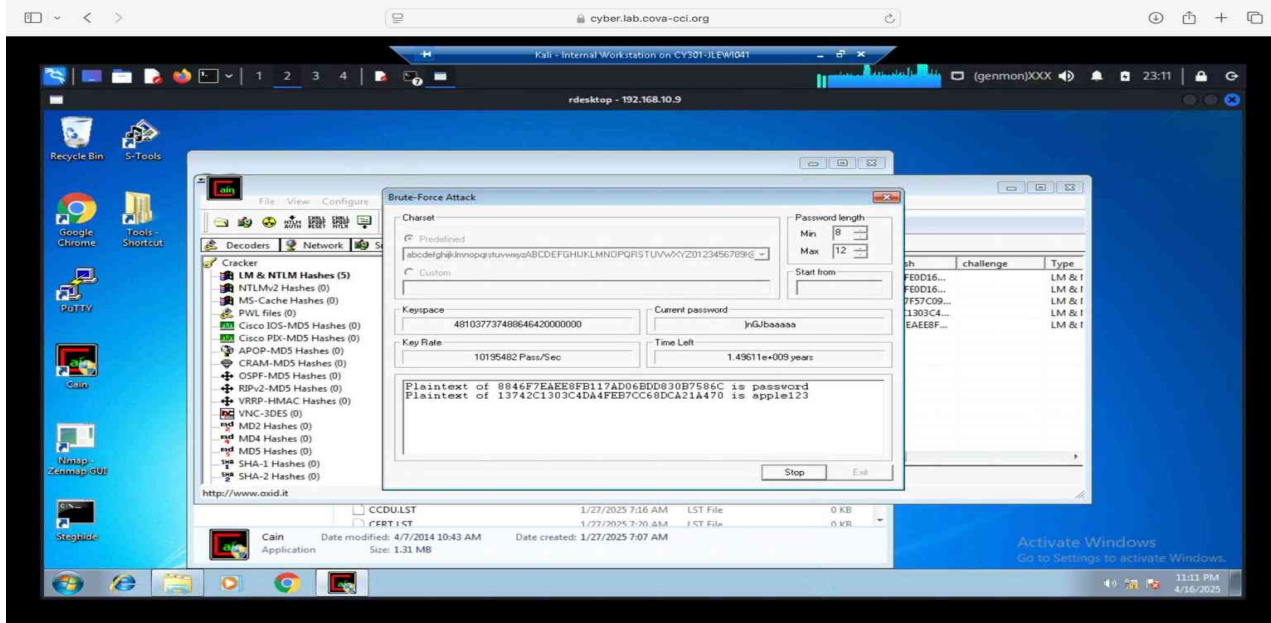 cyber.lab.cova-cci.org
Kali - Internal Workstation on CY301-JLEWI041
1 2 3 4
(genmon)XXX
23:11
rdesktop - 192.168.10.9
Recycle Bin
S-Tools
Google Chrome
Tools - Shortcut
PuTTY
Cain
Nmap - Zenmap GUI
Steghide
File View Configure
Decoders Network
Cracker
LM & NTLM Hashes (5)
NTLMv2 Hashes (0)
MS-Cache Hashes (0)
PWL files (0)
Cisco IOS-MD5 Hashes (0)
Cisco PIX-MD5 Hashes (0)
APOP-MD5 Hashes (0)
CRAM-MD5 Hashes (0)
OSPF-MD5 Hashes (0)
RIPv2-MD5 Hashes (0)
VRRP-HMAC Hashes (0)
VNC-3DES (0)
MD2 Hashes (0)
MD4 Hashes (0)
MD5 Hashes (0)
SHA-1 Hashes (0)
SHA-2 Hashes (0)
http://www.oxid.it
Brute-Force Attack
Charset
Predefined
abcdefghijklmnopqrstuvwxyzABCDEFGHIJKLMNOPQRSTUVWXYZ0123456789!(
Custom
Password length
Min 8
Max 12
Start from
Keyspace
481037737488646420000000
Current password
)nGJbaaaaa
Key Rate
10195482 Pass/Sec
Time Left
1.49611e+009 years
Plaintext of 8846F7EAEE8FB117AD06BDD830B7586C is password
Plaintext of 13742C1303C4DA4FEB7CC68DCA21A470 is apple123
Stop
Exit
challenge Type
FE0D16... LM &
FE0D16... LM &
7F57C09... LM &
1303C4... LM &
EAEE8F... LM &
CCDU.LST 1/27/2025 7:16 AM LST File 0 KB
CERT.LST 1/27/2025 7:20 AM LST File 0 KB
Cain Date modified: 4/7/2014 10:43 AM Date created: 1/27/2025 7:07 AM
Application Size: 1.31 MB
Activate Windows
Go to Settings to activate Windows.
11:11 PM
4/16/2025